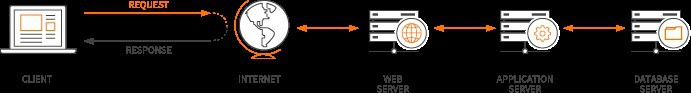 REQUEST
RESPONSE
CLIENT
INTERNET
WEB
SERVER
APPLICATION
SERVER
DATABASE
SERVER